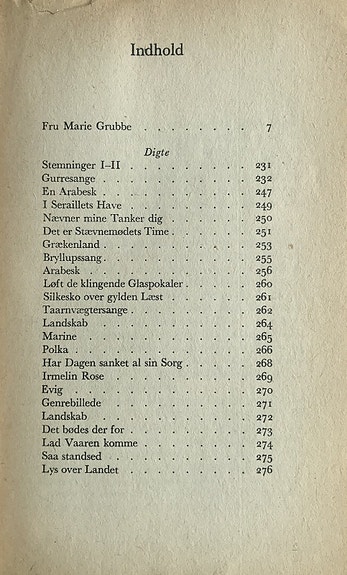 Indhold
Fru Marie Grubbe . . . . . . . . 7
Digte
Stemninger I–II . . . . . . . . . 231
Gurresange . . . . . . . . . . . 232
En Arabesk . . . . . . . . . . . 247
I Seraillets Have . . . . . . . . . 249
Nævner mine Tanker dig . . . . . . 250
Det er Stævnemødets Time . . . . . . 251
Grækenland . . . . . . . . . . . 253
Bryllupssang . . . . . . . . . . . 255
Arabesk . . . . . . . . . . . . 256
Løft de klingende Glaspokaler . . . . . 260
Silkesko over gylden Læst . . . . . . 261
Taarnvægtersange . . . . . . . . . 262
Landskab . . . . . . . . . . . 264
Marine . . . . . . . . . . . . 265
Polka . . . . . . . . . . . . . 266
Har Dagen sanket al sin Sorg . . . . . 268
Irmelin Rose . . . . . . . . . . 269
Evig . . . . . . . . . . . . . 270
Genrebillede . . . . . . . . . . 271
Landskab . . . . . . . . . . . 272
Det bødes der for . . . . . . . . . 273
Lad Vaaren komme . . . . . . . . 274
Saa standsed . . . . . . . . . . 275
Lys over Landet . . . . . . . . . 276